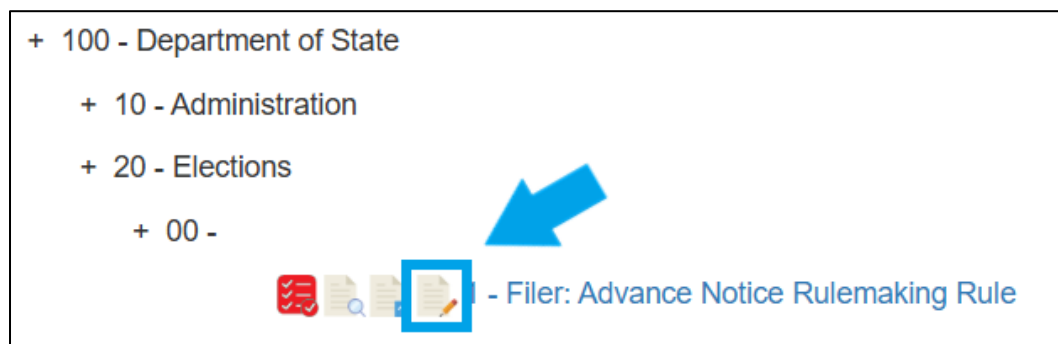 + 100 - Department of State
+ 10 - Administration
+ 20 - Elections
+ 00 -
- Filer: Advance Notice Rulemaking Rule